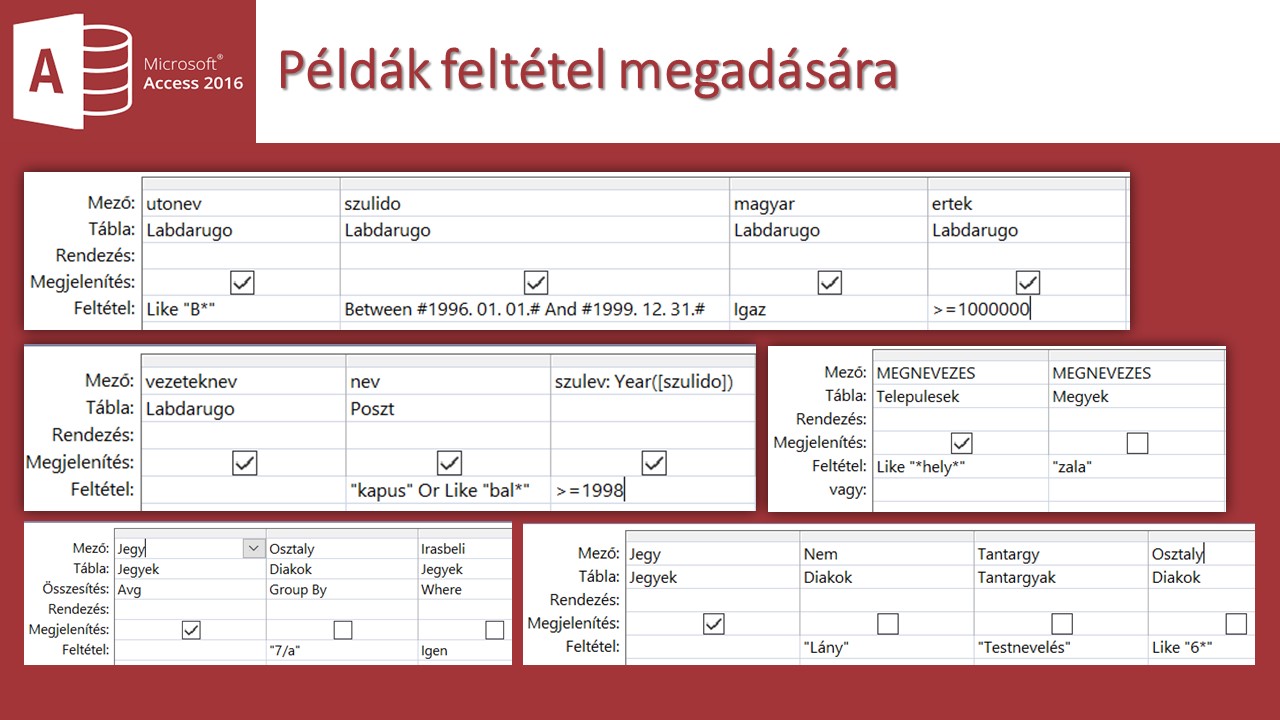 Microsoft®
Access 2016
Példák feltétel megadására
Mező: utonev szulido magyar ertek
Tábla: Labdarugo Labdarugo Labdarugo Labdarugo
Rendezés:
Megjelenítés:
Feltétel: Like "B*" Between #1996. 01. 01.# And #1999. 12. 31.# Igaz >=1000000
Mező: vezeteknev nev szulev: Year([szulido])
Tábla: Labdarugo Poszt
Rendezés:
Megjelenítés:
Feltétel: "kapus" Or Like "bal*" >=1998
Mező: MEGNEVEZES MEGNEVEZES
Tábla: Telepulesek Megyek
Rendezés:
Megjelenítés:
Feltétel: Like "*hely*" "zala"
vagy:
Mező: Jegy Osztaly Irasbeli
Tábla: Jegyek Diakok Jegyek
Összesítés: Avg Group By Where
Rendezés:
Megjelenítés:
Feltétel: "7/a" Igen
Mező: Jegy Nem Tantargy Osztaly
Tábla: Jegyek Diakok Tantargyak Diakok
Rendezés:
Megjelenítés:
Feltétel: "Lány" "Testnevelés" Like "6*"